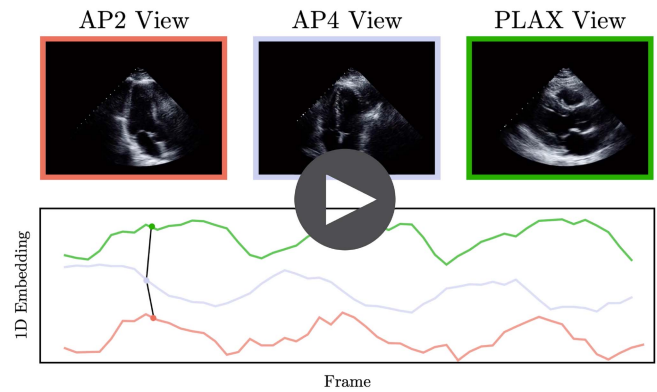 AP2 View
AP4 View
PLAX View
1D Embedding
Frame